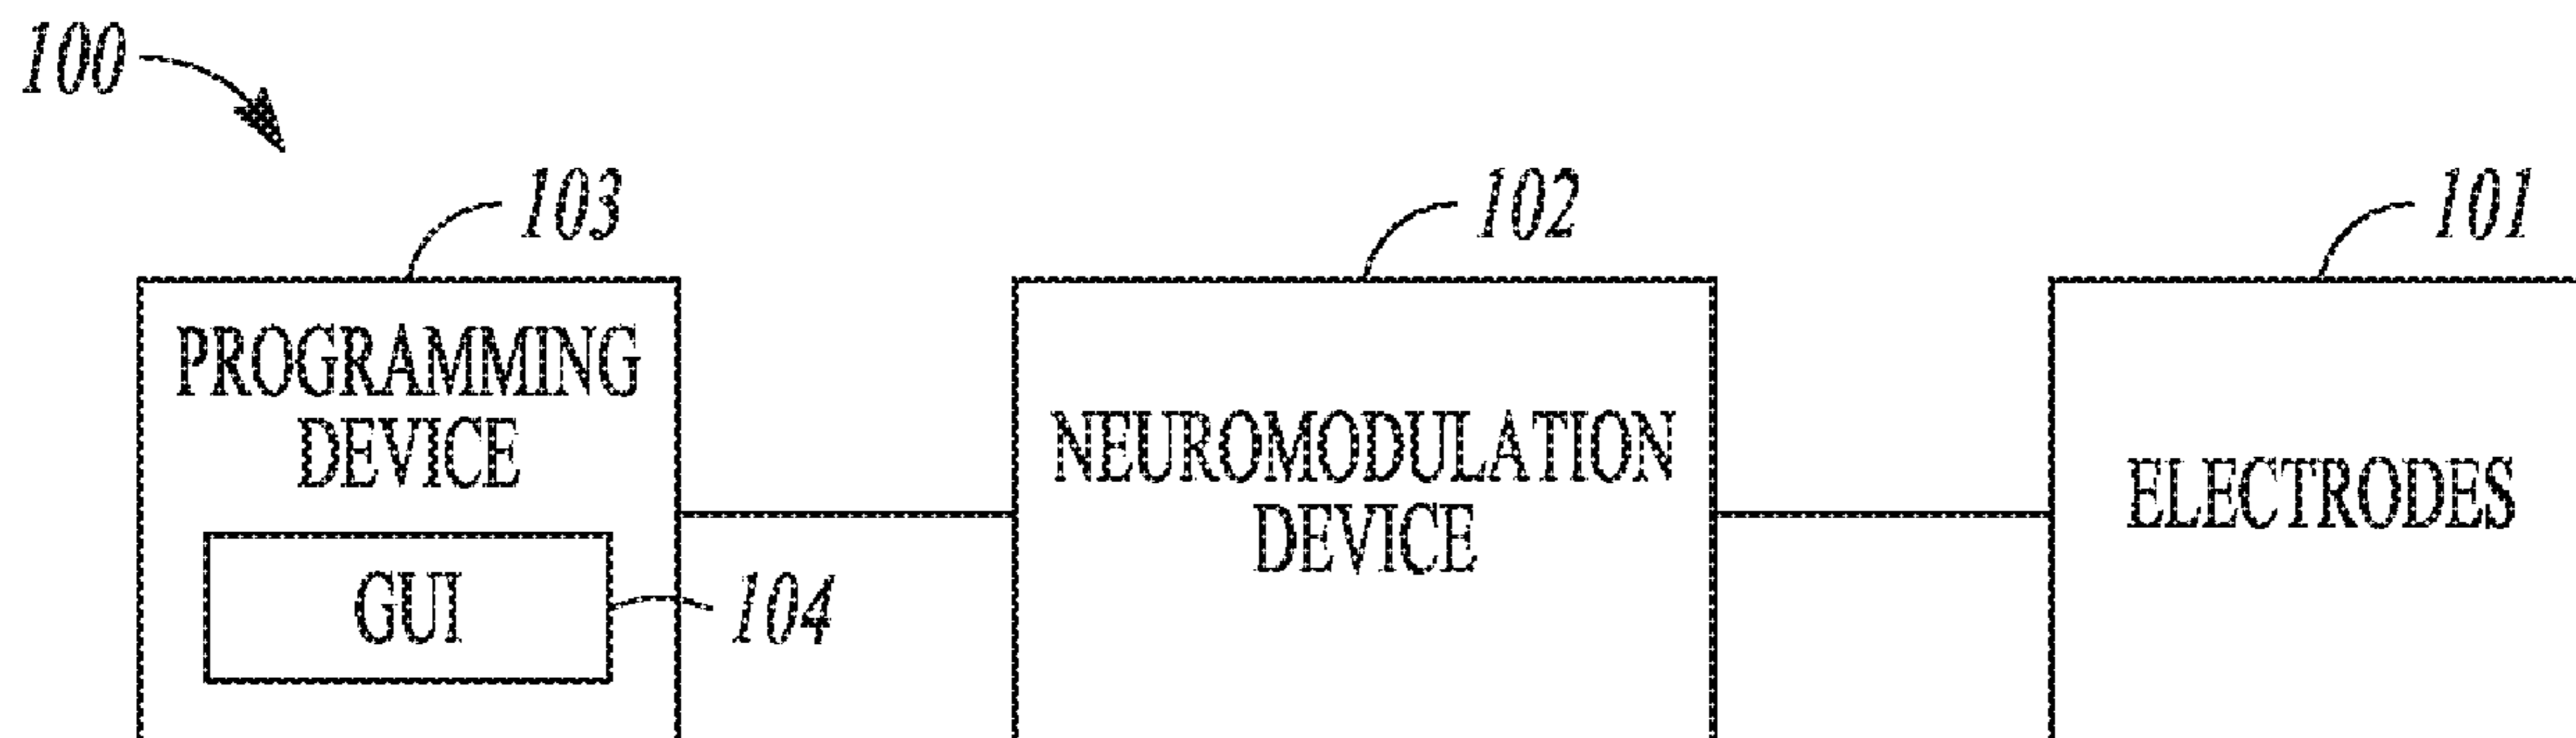 100
103
102
101
PROGRAMMING
DEVICE
GUI
104
NEUROMODULATION
DEVICE
ELECTRODES